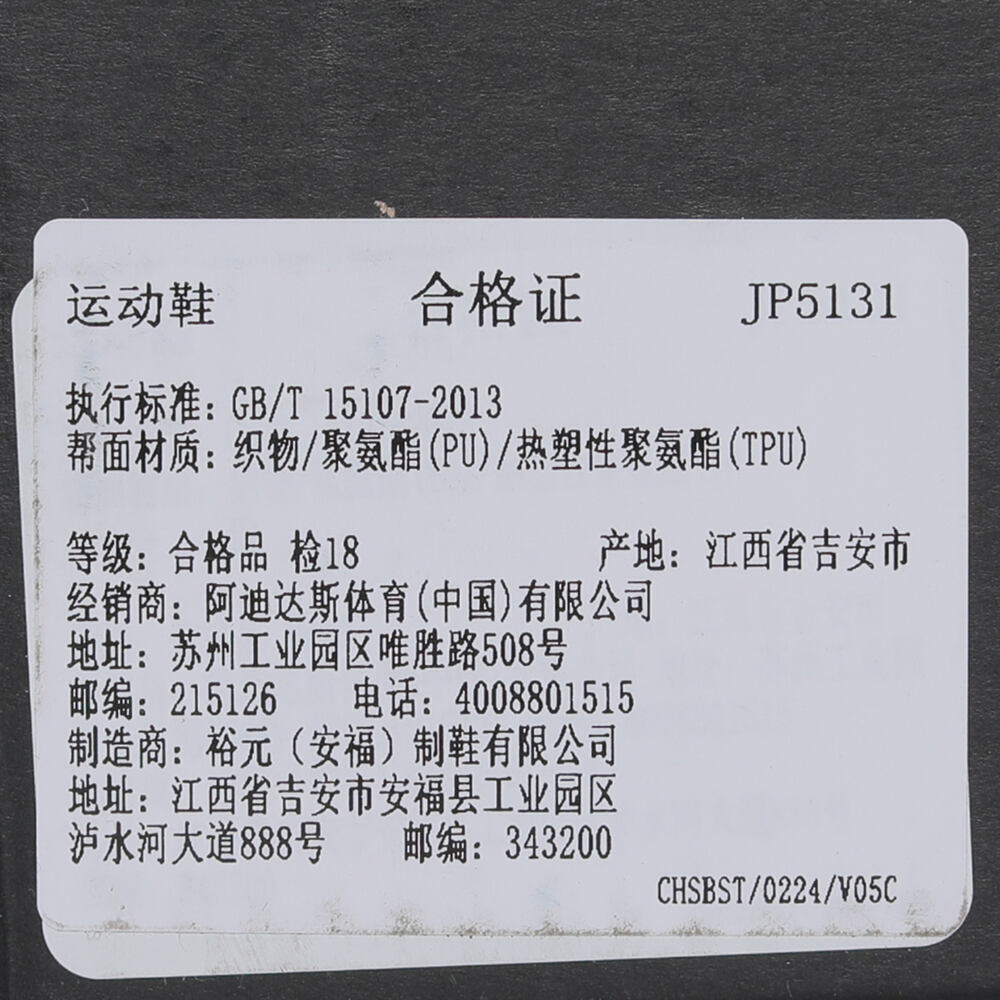 运动鞋 合格证 JP5131
执行标准：GB/T 15107-2013
帮面材质：织物/聚氨酯(PU)/热塑性聚氨酯(TPU)
等级：合格品 检18 产地：江西省吉安市
经销商：阿迪达斯体育(中国)有限公司
地址：苏州工业园区唯胜路508号
邮编：215126 电话：4008801515
制造商：裕元（安福）制鞋有限公司
地址：江西省吉安市安福县工业园区
泸水河大道888号 邮编：343200
CHSBST/0224/V05C